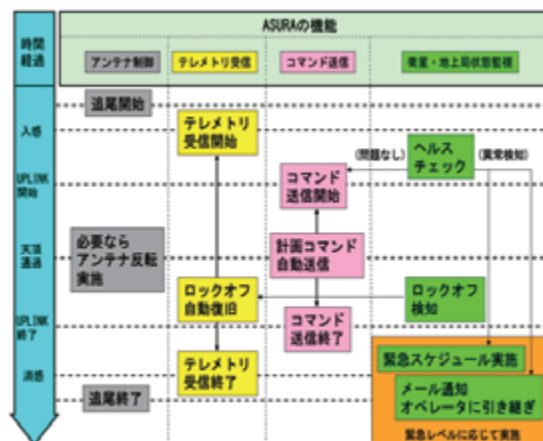 ASURAの機能
時間
経過
アンテナ制御
テレメトリ受信
コマンド送信
衛星・地上局状態監視
追尾開始
入感
テレメトリ
受信開始
(問題なし)
ヘルス
チェック
(異常検知)
UPLINK
開始
コマンド
送信開始
天頂
通過
必要なら
アンテナ反転
実施
計画コマンド
自動送信
ロックオフ
自動復旧
ロックオフ
検知
UPLINK
終了
コマンド
送信終了
緊急スケジュール実施
消感
テレメトリ
受信終了
メール通知
オペレータに引き継ぎ
追尾終了
緊急レベルに応じて実施